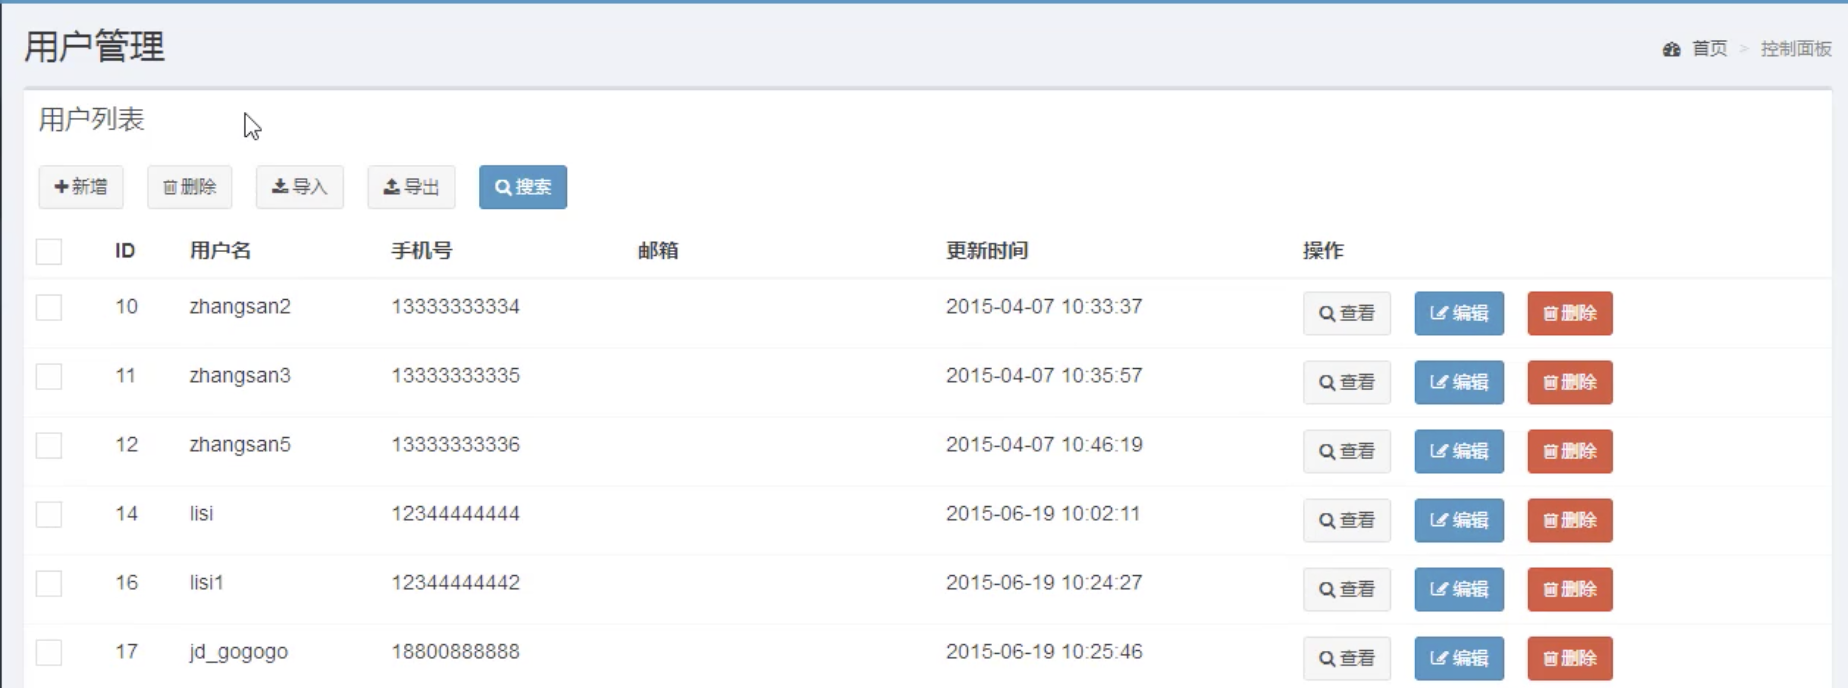 用户管理
首页 > 控制面板
用户列表
新增 删除 导入 导出 搜索
ID 用户名 手机号 邮箱 更新时间 操作
10 zhangsan2 13333333334 2015-04-07 10:33:37 查看 编辑 删除
11 zhangsan3 13333333335 2015-04-07 10:35:57 查看 编辑 删除
12 zhangsan5 13333333336 2015-04-07 10:46:19 查看 编辑 删除
14 lisi 12344444444 2015-06-19 10:02:11 查看 编辑 删除
16 lisi1 12344444442 2015-06-19 10:24:27 查看 编辑 删除
17 jd_gogogo 18800888888 2015-06-19 10:25:46 查看 编辑 删除